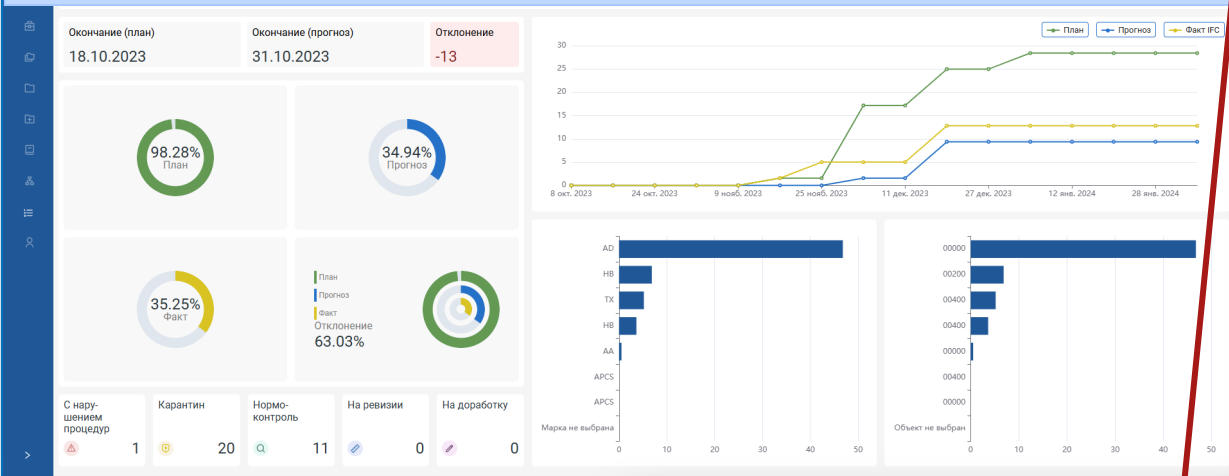 Окончание (план)
18.10.2023
Окончание (прогноз)
31.10.2023
Отклонение
-13
98.28%
План
34.94%
Прогноз
35.25%
Факт
План
Прогноз
Факт
Отклонение
63.03%
С нару-
шением
процедур
1
Карантин
20
Нормо-
контроль
11
На ревизии
0
На доработку
0
План
Прогноз
Факт IFC
30
25
20
15
10
5
0
8 окт. 2023
24 окт. 2023
9 нояб. 2023
25 нояб. 2023
11 дек. 2023
27 дек. 2023
12 янв. 2024
28 янв. 2024
AD
HB
TX
HB
AA
APCS
APCS
Марка не выбрана
0 10 20 30 40 50
00000
00200
00400
00400
00000
00400
00000
Объект не выбран
0 10 20 30 40 50